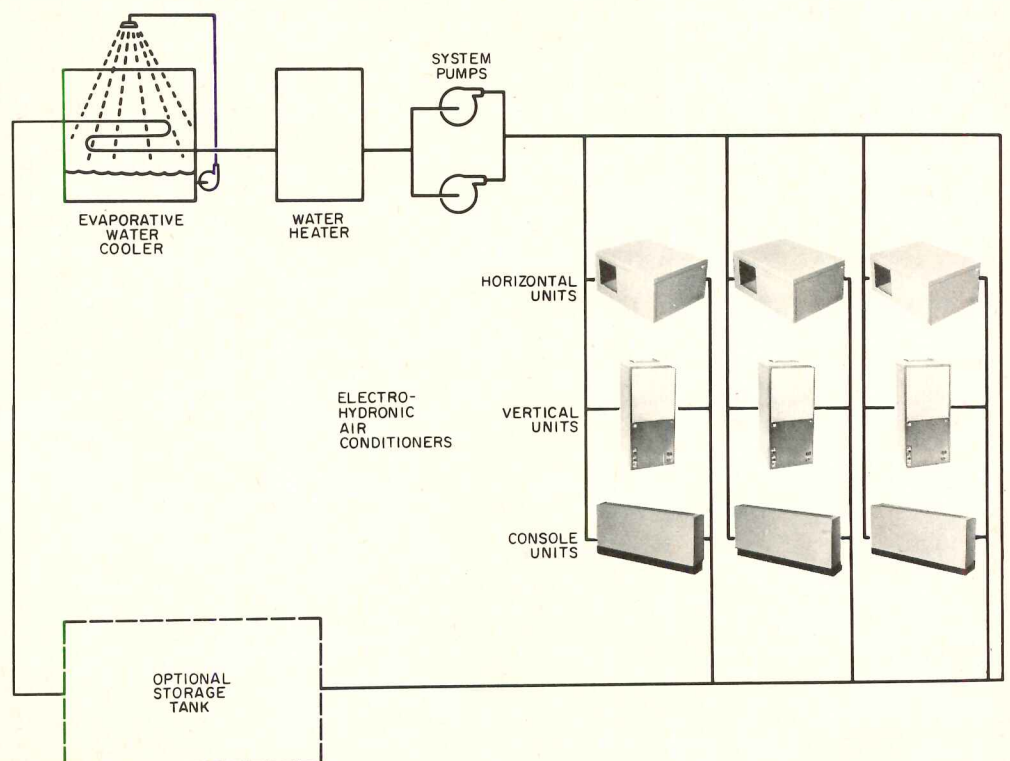 SYSTEM
PUMPS
EVAPORATIVE
WATER
COOLER
WATER
HEATER
HORIZONTAL
UNITS
ELECTRO-
HYDRONIC
AIR
CONDITIONERS
VERTICAL
UNITS
CONSOLE
UNITS
OPTIONAL
STORAGE
TANK